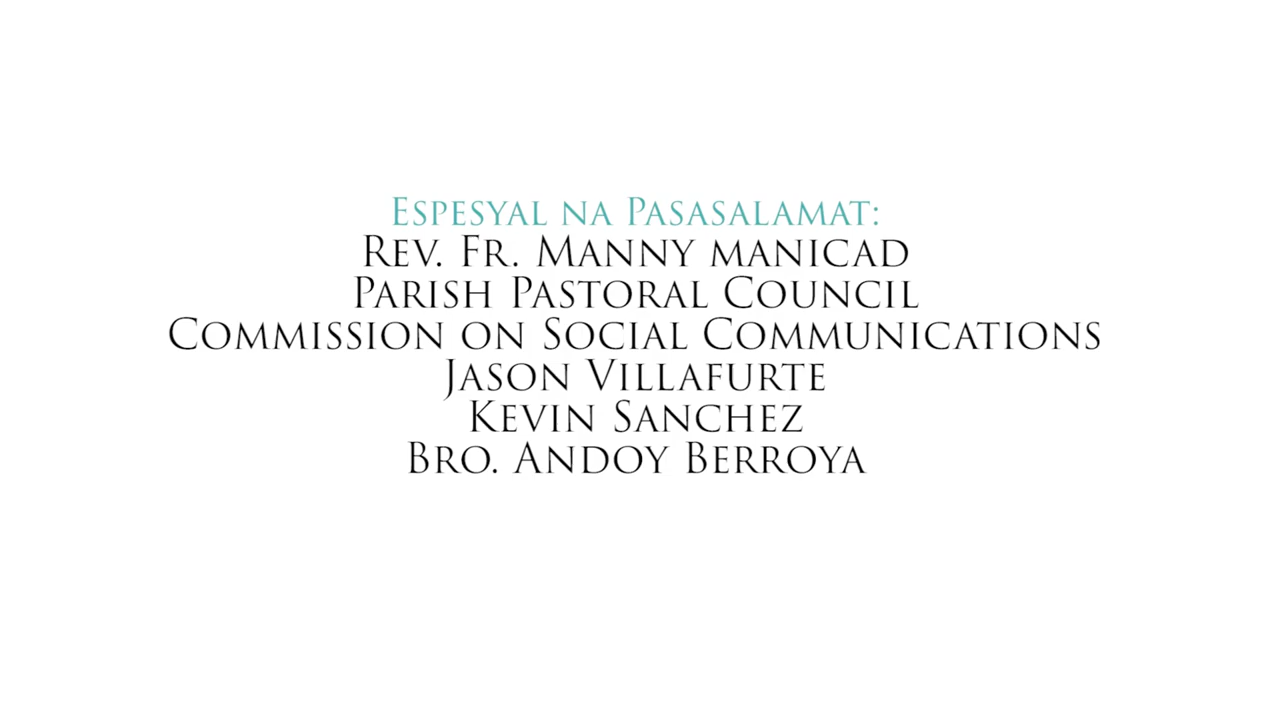 Espesyal na Pasasalamat:
Rev. Fr. Manny manicad
Parish Pastoral Council
Commission on Social Communications
Jason Villafurte
Kevin Sanchez
Bro. Andoy Berroya